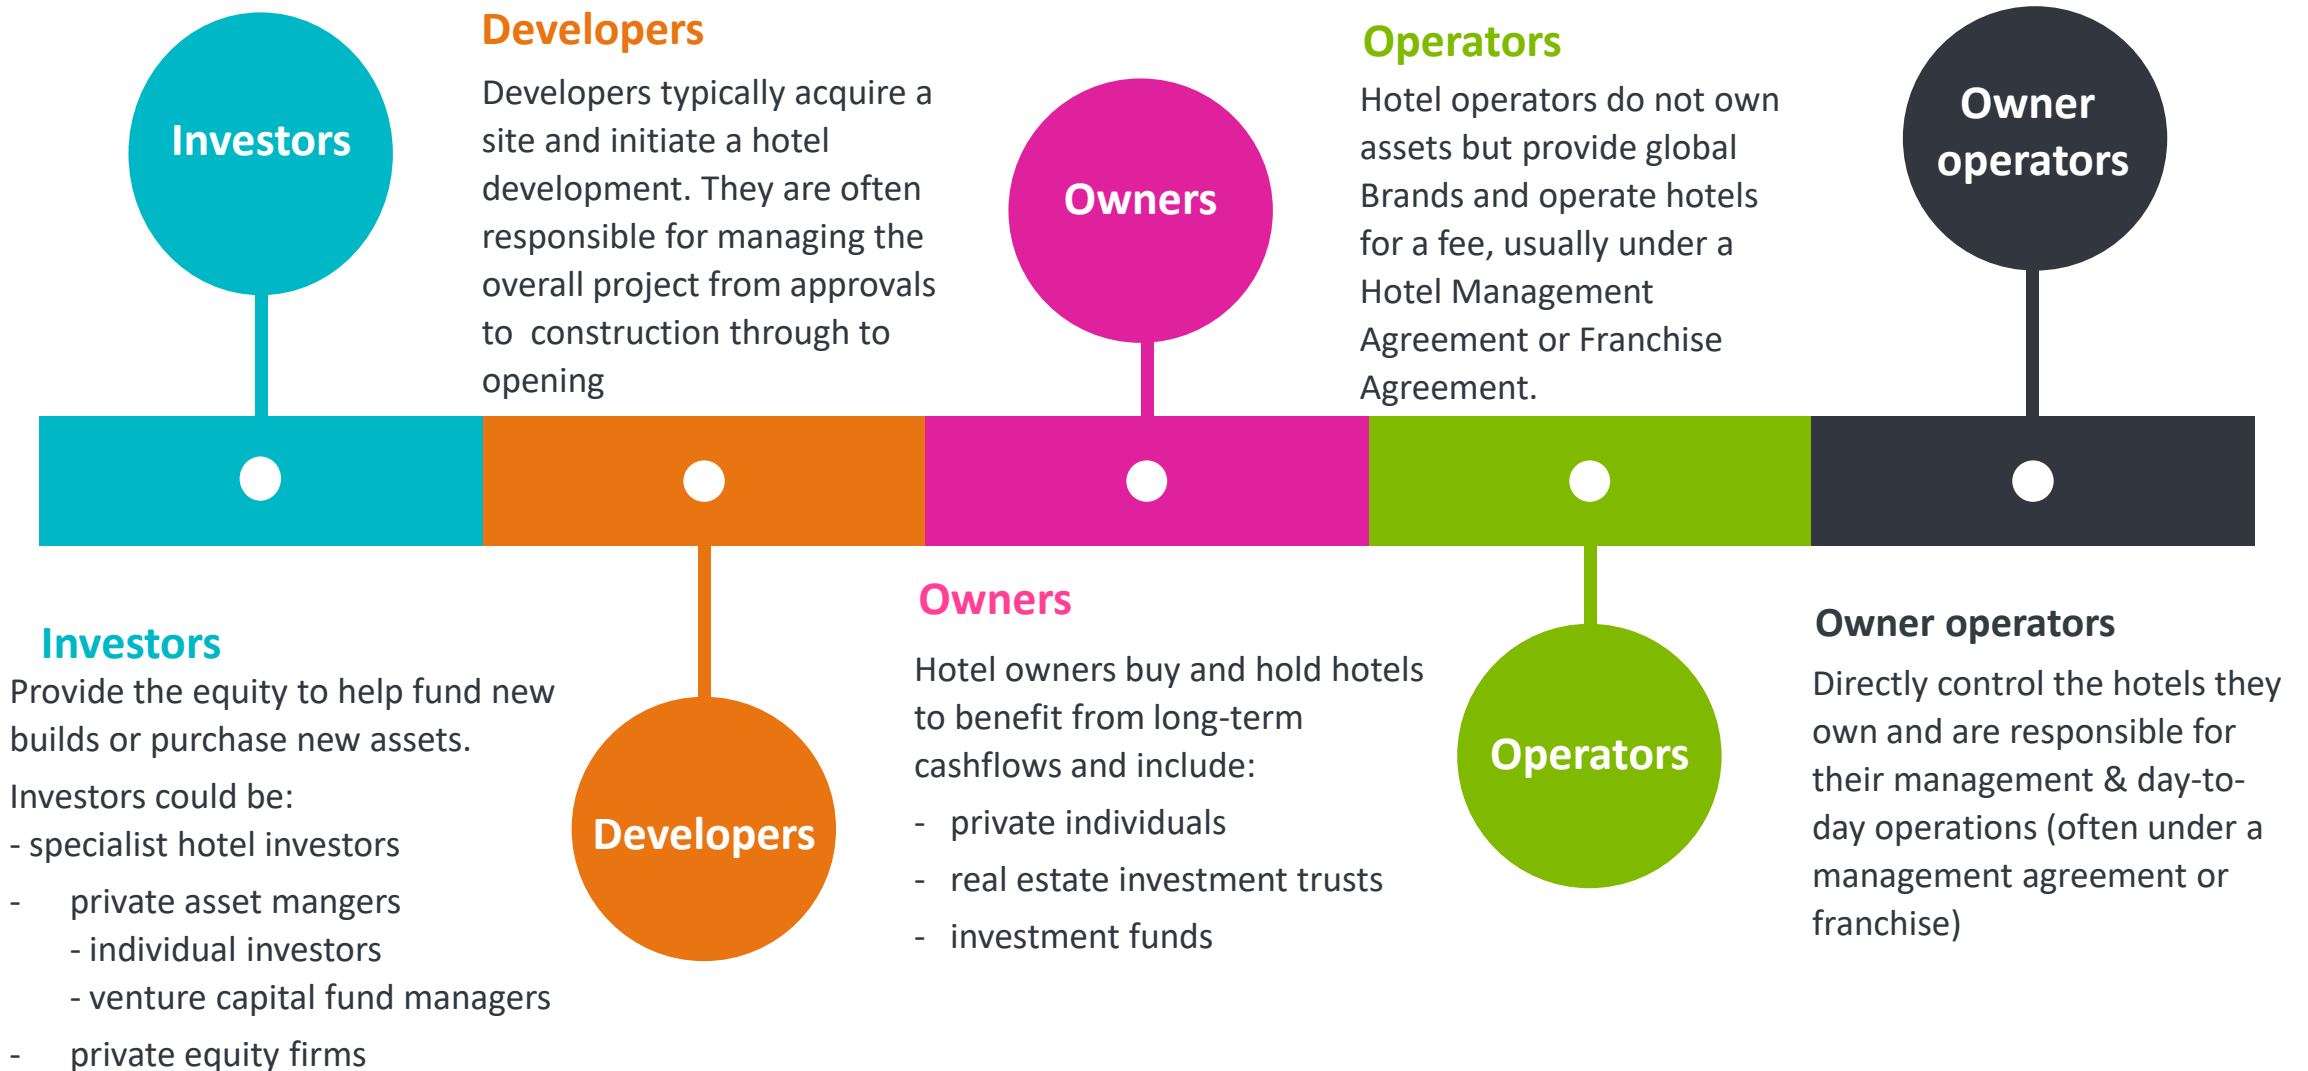 Investors
Developers
Developers typically acquire a
site and initiate a hotel
development. They are often
responsible for managing the
overall project from approvals
to  construction through to
opening
Owners
Operators
Hotel operators do not own
assets but provide global
Brands and operate hotels
for a fee, usually under a
Hotel Management
Agreement or Franchise
Agreement.
Owner
operators
Investors
Provide the equity to help fund new
builds or purchase new assets.
Investors could be:
- specialist hotel investors
- private asset mangers
- individual investors
- venture capital fund managers
- private equity firms
Developers
Owners
Hotel owners buy and hold hotels
to benefit from long-term
cashflows and include:
- private individuals
- real estate investment trusts
- investment funds
Operators
Owner operators
Directly control the hotels they
own and are responsible for
their management & day-to-
day operations (often under a
management agreement or
franchise)